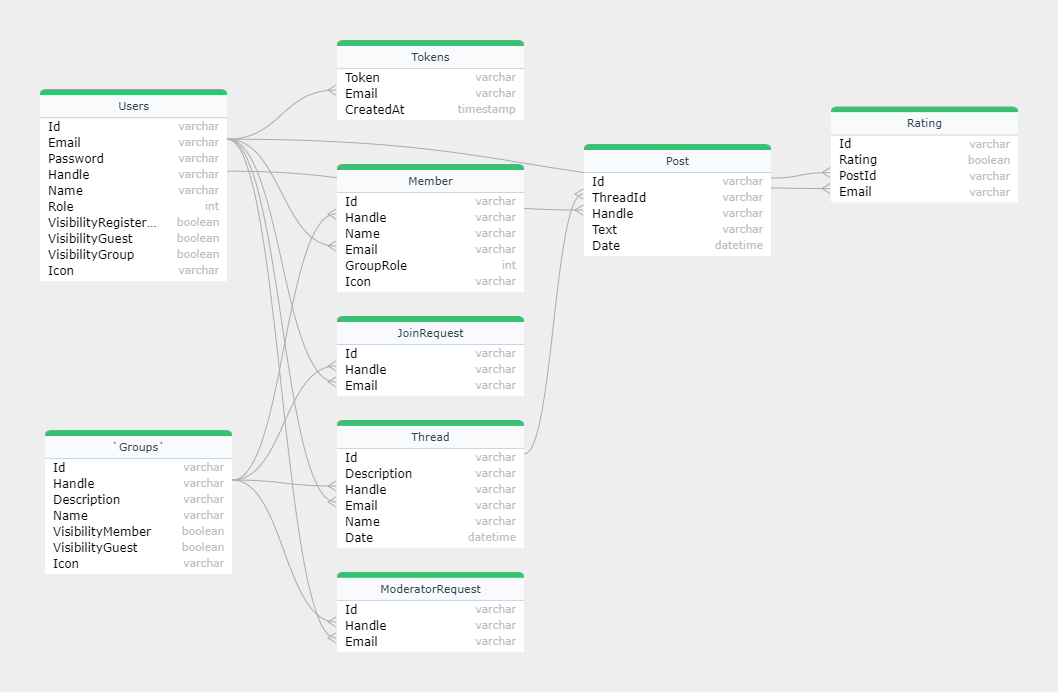 Users
Id varchar
Email varchar
Password varchar
Handle varchar
Name varchar
Role int
VisibilityRegister... boolean
VisibilityGuest boolean
VisibilityGroup boolean
Icon varchar
`Groups`
Id varchar
Handle varchar
Description varchar
Name varchar
VisibilityMember boolean
VisibilityGuest boolean
Icon varchar
Tokens
Token varchar
Email varchar
CreatedAt timestamp
Member
Id varchar
Handle varchar
Name varchar
Email varchar
GroupRole int
Icon varchar
JoinRequest
Id varchar
Handle varchar
Email varchar
Thread
Id varchar
Description varchar
Handle varchar
Email varchar
Name varchar
Date datetime
ModeratorRequest
Id varchar
Handle varchar
Email varchar
Post
Id varchar
ThreadId varchar
Handle varchar
Text varchar
Date datetime
Rating
Id varchar
Rating boolean
PostId varchar
Email varchar